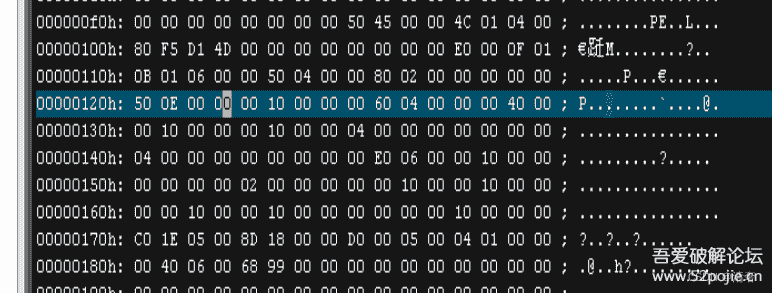 000000f0h: 00 00 00 00 00 00 00 00 50 45 00 00 4C 01 04 00 ; ........PE..L...
00000100h: 80 F5 D1 4D 00 00 00 00 00 00 00 00 E0 00 0F 01 ; €跹M........?..
00000110h: 0B 01 06 00 00 50 04 00 00 80 02 00 00 00 00 00 ; .....P...€......
00000120h: 50 0E 00 00 00 10 00 00 00 60 04 00 00 00 40 00 ; P........`....@.
00000130h: 00 10 00 00 00 10 00 00 04 00 00 00 00 00 00 00 ; ................
00000140h: 04 00 00 00 00 00 00 00 00 E0 06 00 00 10 00 00 ; .........?.....
00000150h: 00 00 00 00 02 00 00 00 00 00 10 00 00 10 00 00 ; ................
00000160h: 00 00 10 00 00 10 00 00 00 00 00 00 10 00 00 00 ; ................
00000170h: C0 1E 05 00 8D 18 00 00 D0 00 05 00 04 01 00 00 ; ?..?..?......
00000180h: 00 40 06 00 68 99 00 00 00 00 00 00 00 00 00 00 ; .@..h?.........
吾爱破解论坛
www.52pojie.cn